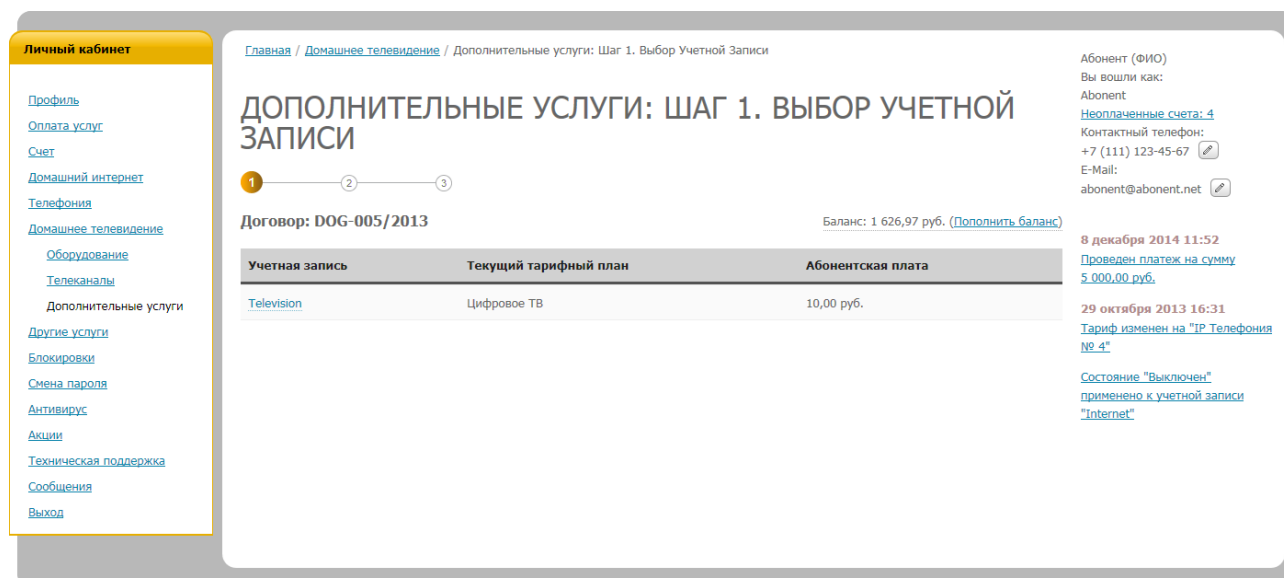 Личный кабинет
Профиль
Оплата услуг
Счет
Домашний интернет
Телефония
Домашнее телевидение
Оборудование
Телеканалы
Дополнительные услуги
Другие услуги
Блокировки
Смена пароля
Антивирус
Акции
Техническая поддержка
Сообщения
Выход
Главная / Домашнее телевидение / Дополнительные услуги: Шаг 1. Выбор Учетной Записи
ДОПОЛНИТЕЛЬНЫЕ УСЛУГИ: ШАГ 1. ВЫБОР УЧЕТНОЙ
ЗАПИСИ
1 2 3
Договор: DOG-005/2013 Баланс: 1 626,97 руб. (Пополнить баланс)
Учетная запись Текущий тарифный план Абонентская плата
Television Цифровое ТВ 10,00 руб.
Абонент (ФИО)
Вы вошли как:
Abonent
Неоплаченные счета: 4
Контактный телефон:
+7 (111) 123-45-67
E-Mail:
abonent@abonent.net
8 декабря 2014 11:52
Проведен платеж на сумму
5 000,00 руб.
29 октября 2013 16:31
Тариф изменен на "IP Телефония
№ 4"
Состояние "Выключен"
применено к учетной записи
"Internet"